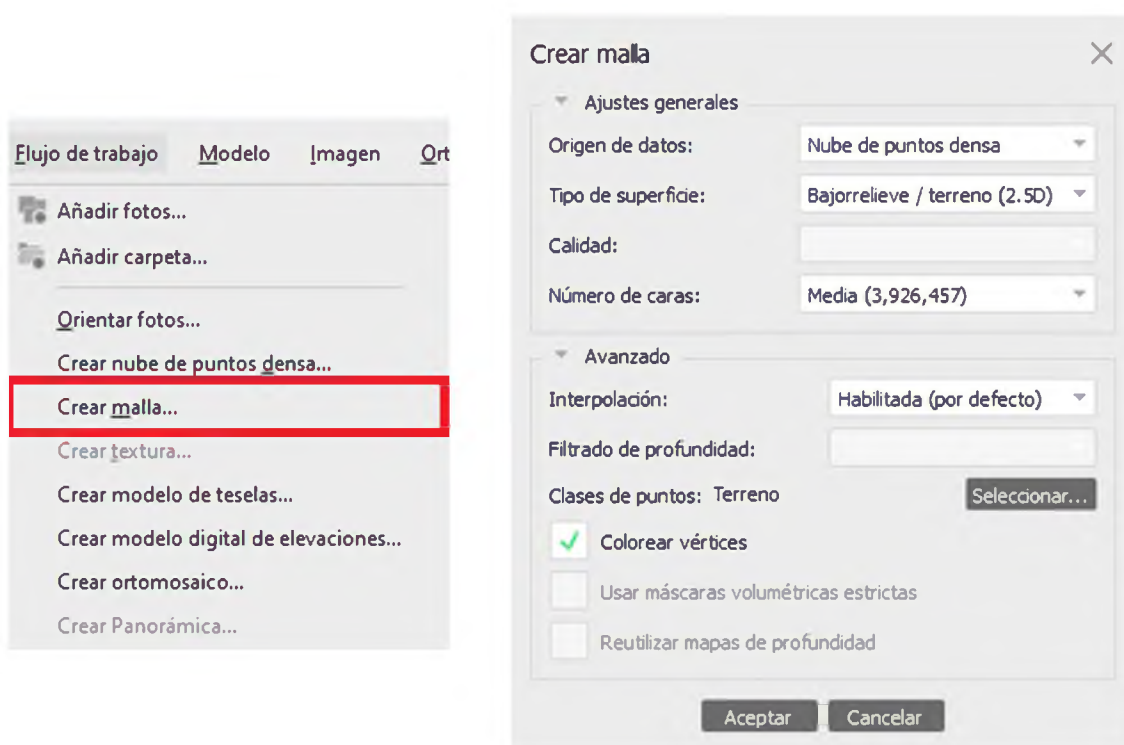 Flujo de trabajo Modelo Imagen Ort
Añadir fotos...
Añadir carpeta...
Orientar fotos...
Crear nube de puntos densa...
Crear malla...
Crear textura...
Crear modelo de teselas...
Crear modelo digital de elevaciones...
Crear ortomosaico...
Crear Panorámica...
Crear malla
Ajustes generales
Origen de datos: Nube de puntos densa
Tipo de superficie: Bajorrelieve / terreno (2.5D)
Calidad:
Número de caras: Media (3,926,457)
Avanzado
Interpolación: Habilitada (por defecto)
Filtrado de profundidad:
Clases de puntos: Terreno Seleccionar...
Colorear vértices
Usar máscaras volumétricas estrictas
Reutilizar mapas de profundidad
Aceptar Cancelar